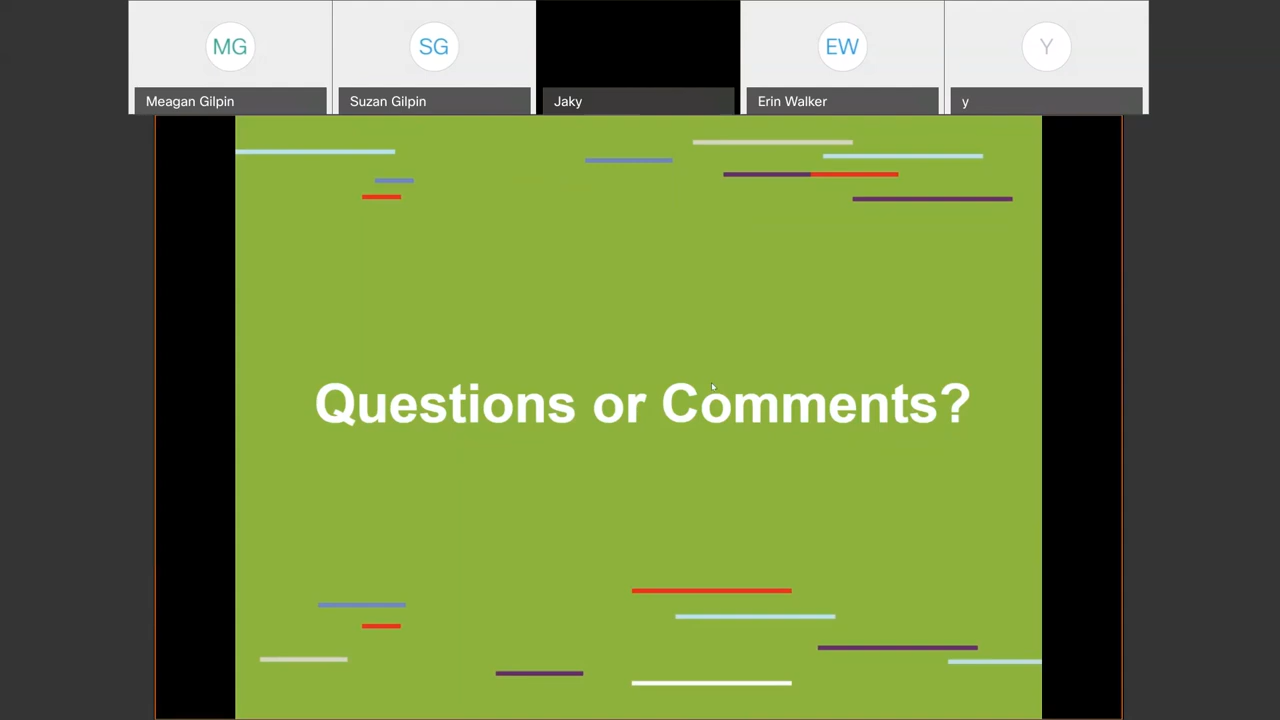 MG
SG
EW
Y
Meagan Gilpin
Suzan Gilpin
Jaky
Erin Walker
y
Questions or Comments?